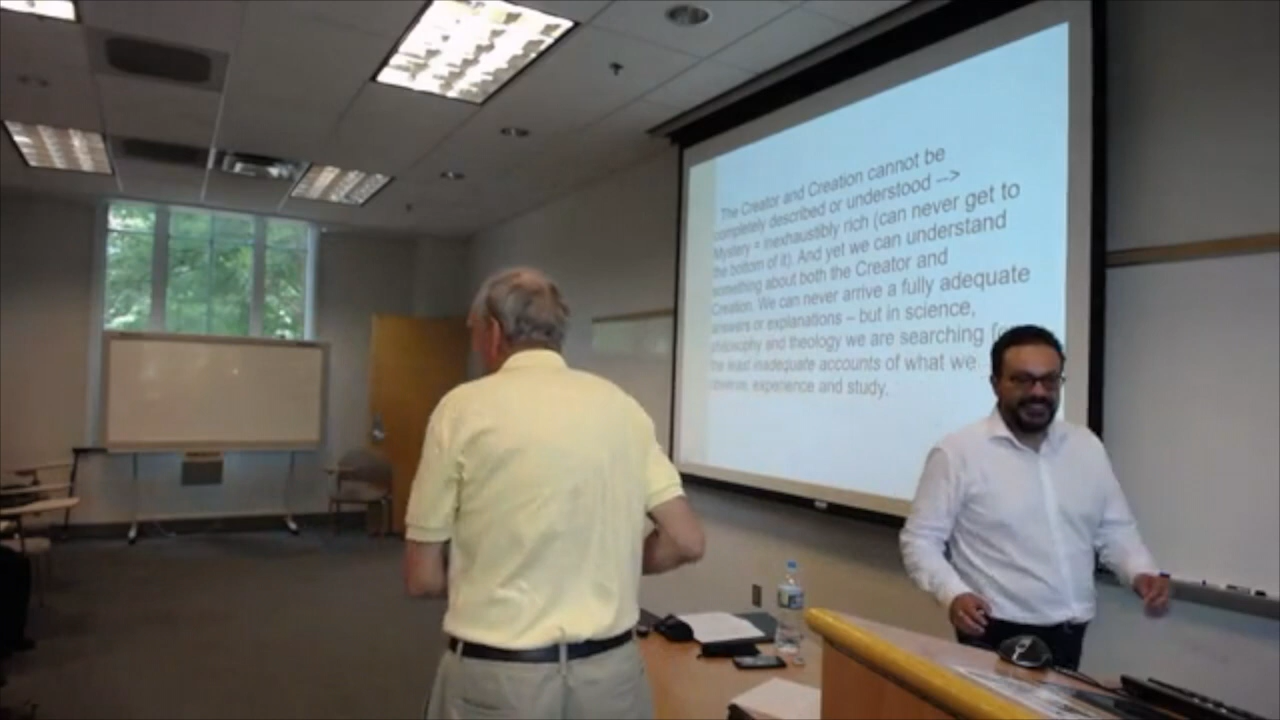 The Creator and Creation cannot be
completely described or understood -->
Mystery = inexhaustibly rich (can never get to
the bottom of it). And yet we can understand
something about both the Creator and
Creation. We can never arrive a fully adequate
answers or explanations – but in science,
philosophy and theology we are searching
the least inadequate accounts of what we
observe, experience and study.